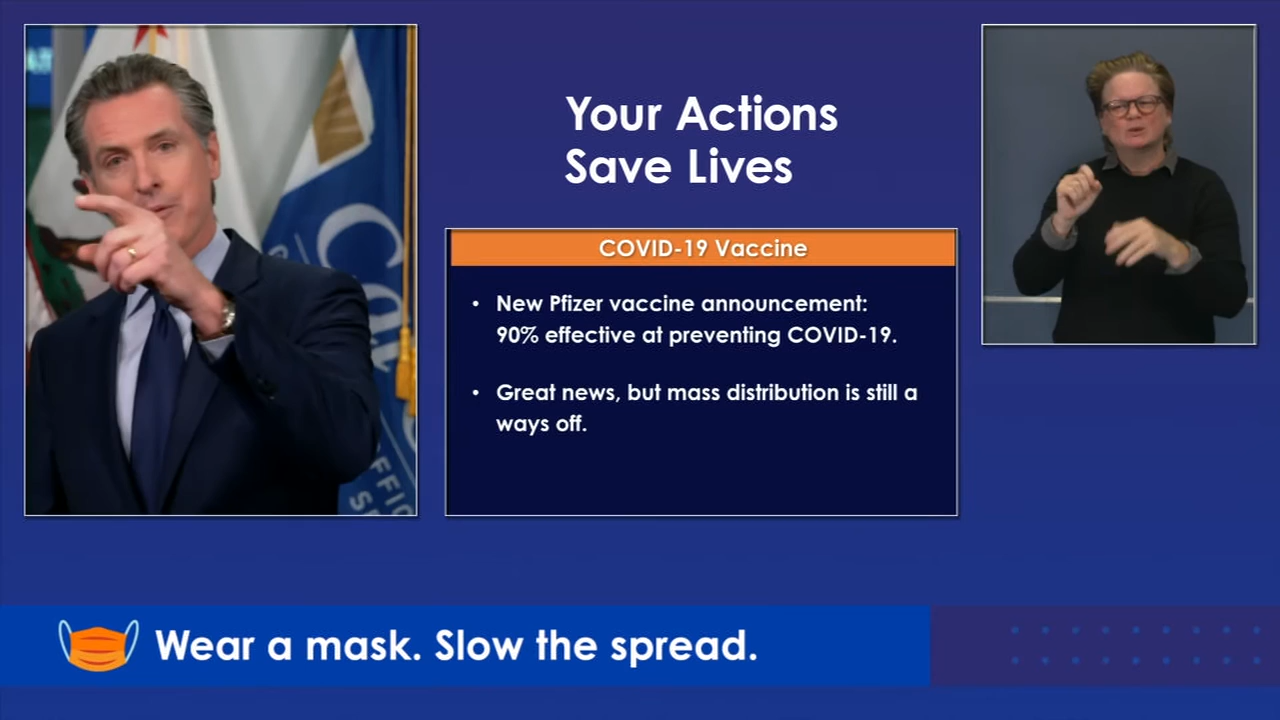 Your Actions
Save Lives
COVID-19 Vaccine
• New Pfizer vaccine announcement:
90% effective at preventing COVID-19.
• Great news, but mass distribution is still a
ways off.
Wear a mask. Slow the spread.